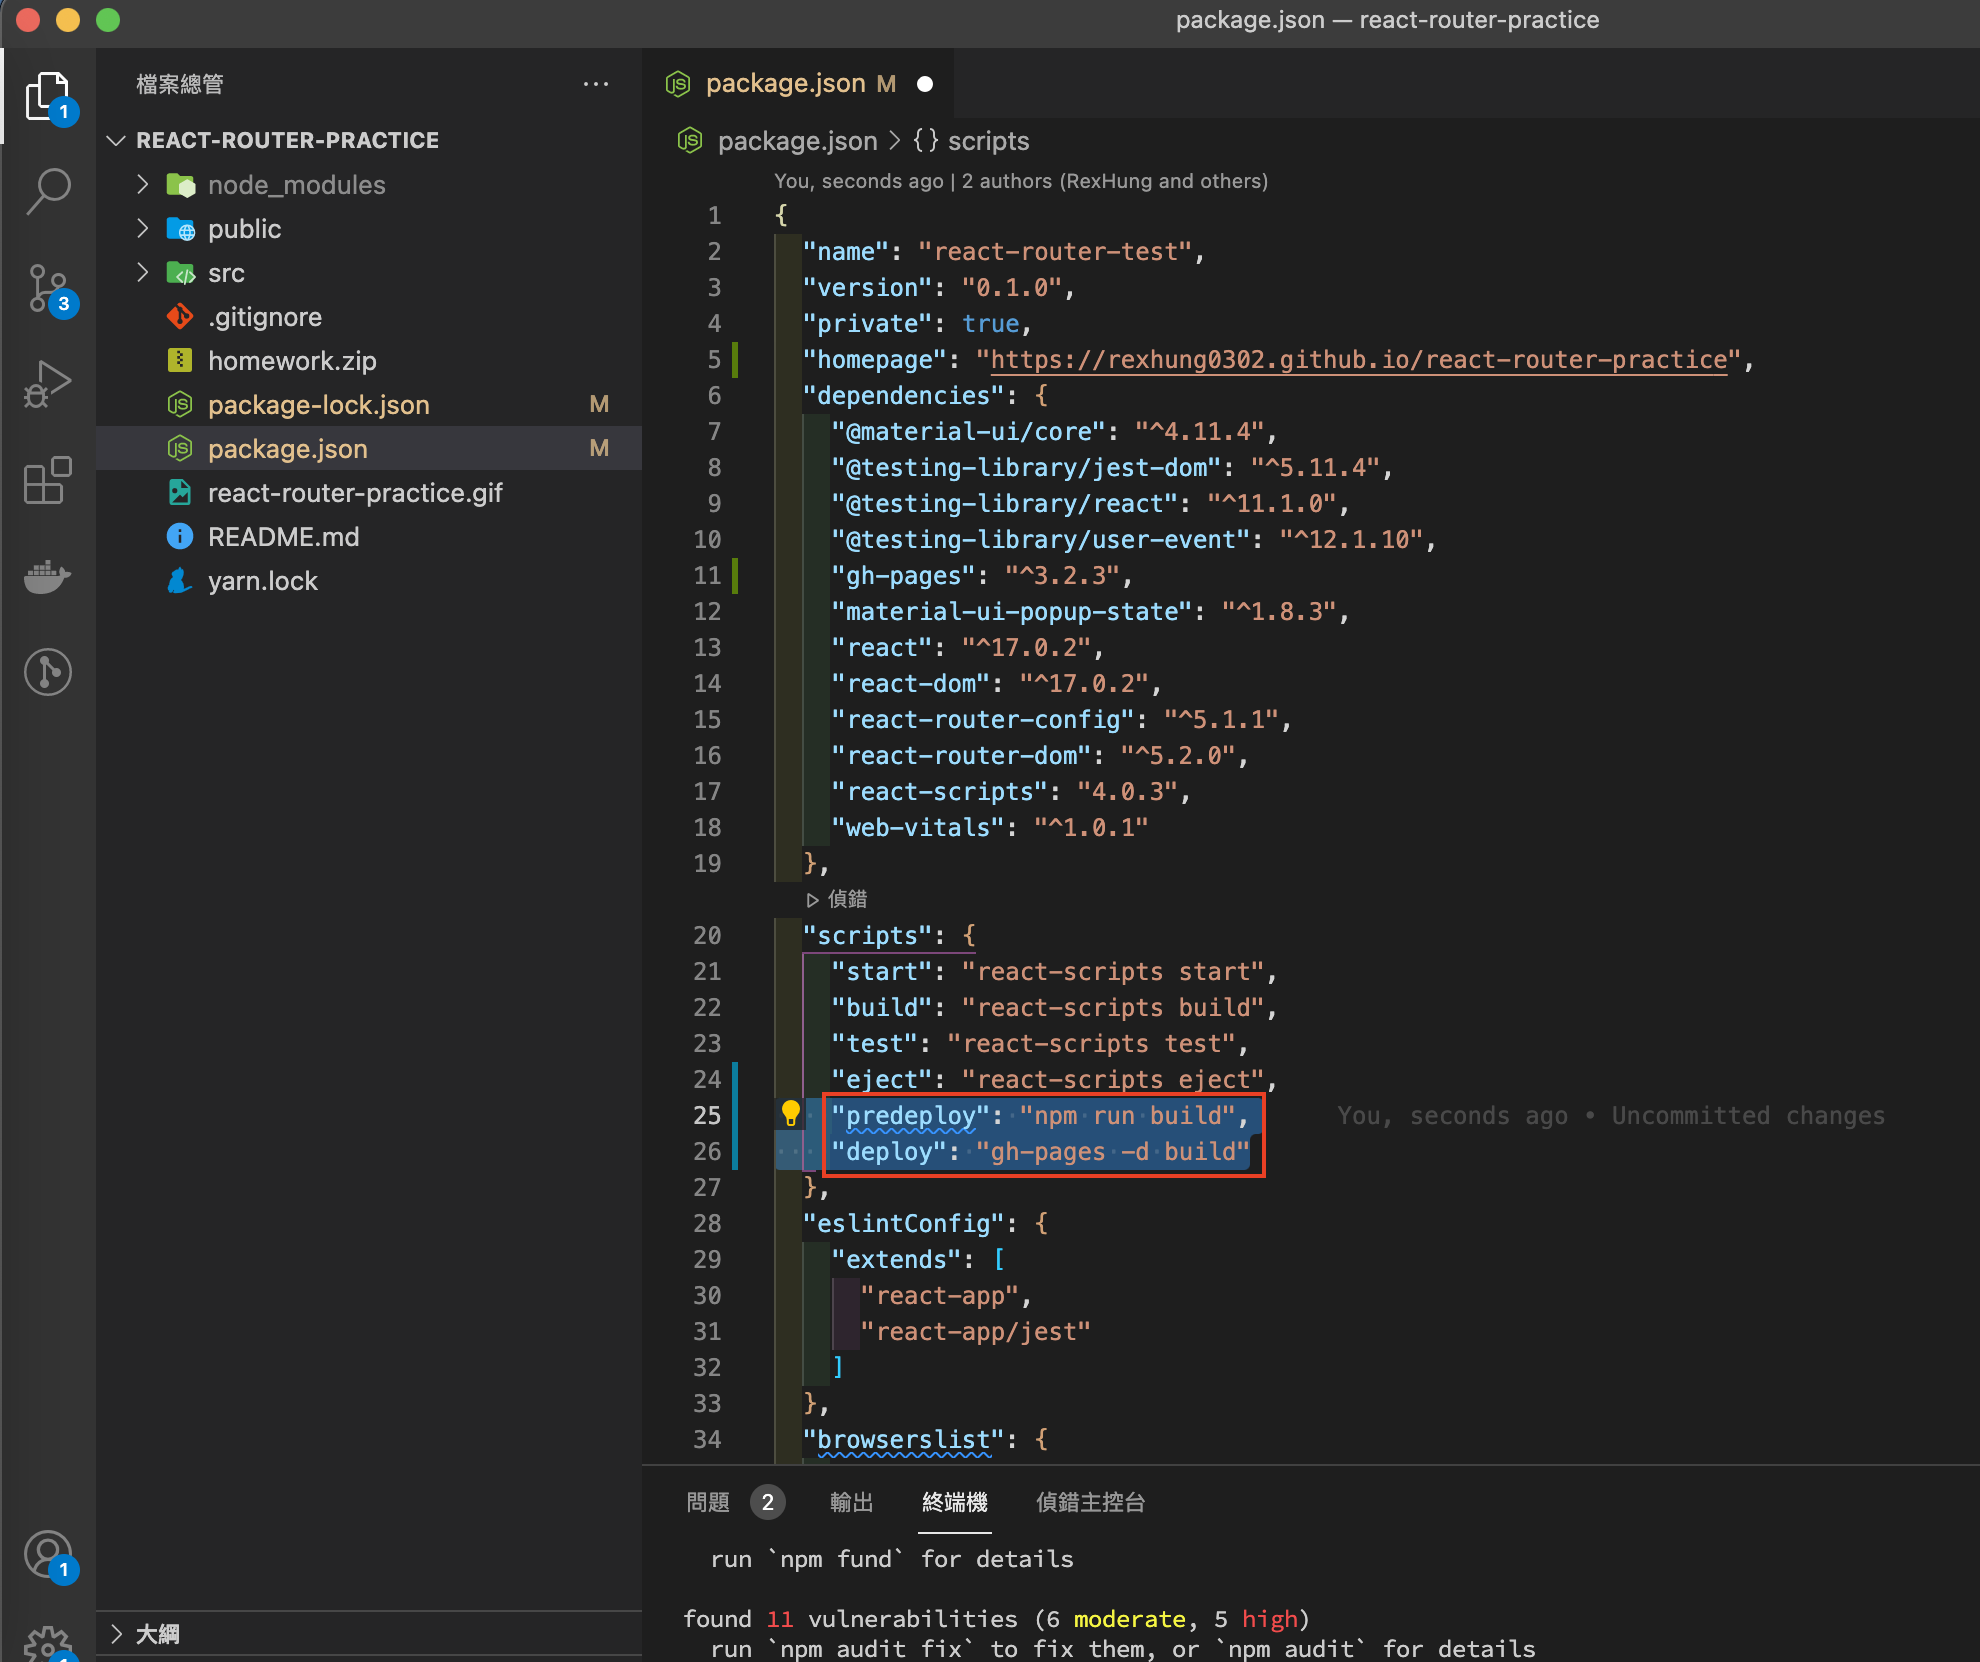 package.json — react-router-practice
檔案總管
package.json M
REACT-ROUTER-PRACTICE
node_modules
public
src
.gitignore
homework.zip
package-lock.json M
package.json M
react-router-practice.gif
README.md
yarn.lock
1
3
package.json > {} scripts
You, seconds ago | 2 authors (RexHung and others)
1 {
2 "name": "react-router-test",
3 "version": "0.1.0",
4 "private": true,
5 "homepage": "https://rexhung0302.github.io/react-router-practice",
6 "dependencies": {
7 "@material-ui/core": "^4.11.4",
8 "@testing-library/jest-dom": "^5.11.4",
9 "@testing-library/react": "^11.1.0",
10 "@testing-library/user-event": "^12.1.10",
11 "gh-pages": "^3.2.3",
12 "material-ui-popup-state": "^1.8.3",
13 "react": "^17.0.2",
14 "react-dom": "^17.0.2",
15 "react-router-config": "^5.1.1",
16 "react-router-dom": "^5.2.0",
17 "react-scripts": "4.0.3",
18 "web-vitals": "^1.0.1"
19 },
偵錯
20 "scripts": {
21 "start": "react-scripts start",
22 "build": "react-scripts build",
23 "test": "react-scripts test",
24 "eject": "react-scripts eject",
25 "predeploy": "npm run build", You, seconds ago • Uncommitted changes
26 "deploy": "gh-pages -d build"
27 },
28 "eslintConfig": {
29 "extends": [
30 "react-app",
31 "react-app/jest"
32 ]
33 },
34 "browserslist": {
問題 2 輸出 終端機 偵錯主控台
run `npm fund` for details
found 11 vulnerabilities (6 moderate, 5 high)
run `npm audit fix` to fix them, or `npm audit` for details
1
大綱